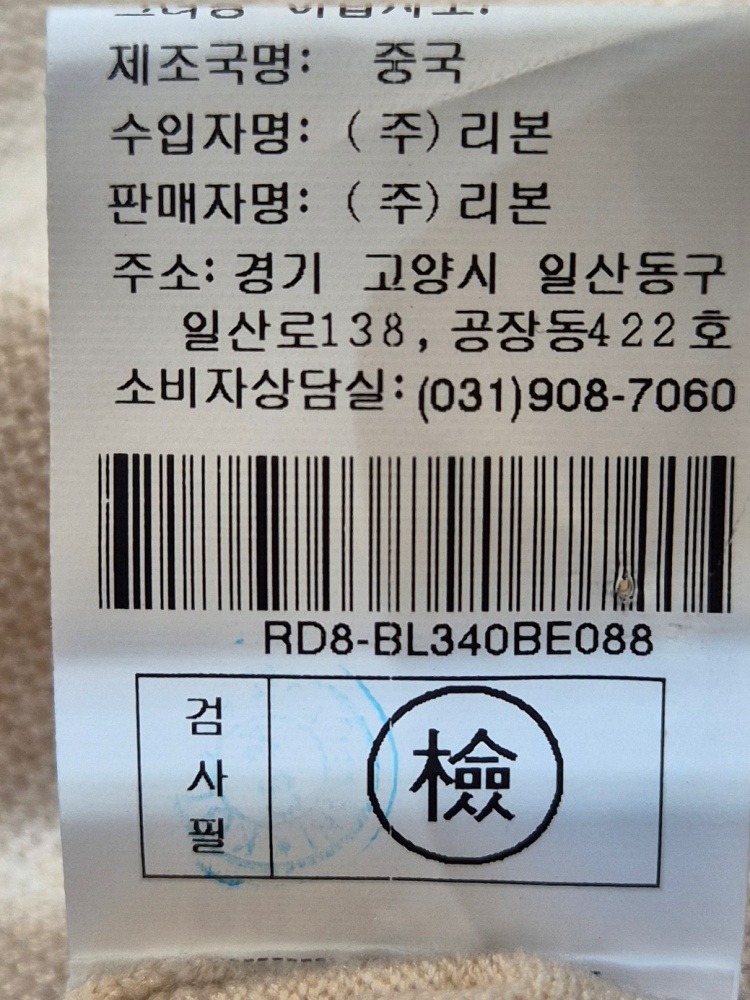 제조국명: 중국
수입자명: (주)리본
판매자명: (주)리본
주소: 경기 고양시 일산동구
일산로138, 공장동422호
소비자상담실:(031)908-7060
RD8-BL340BE088
검
사
필
檢